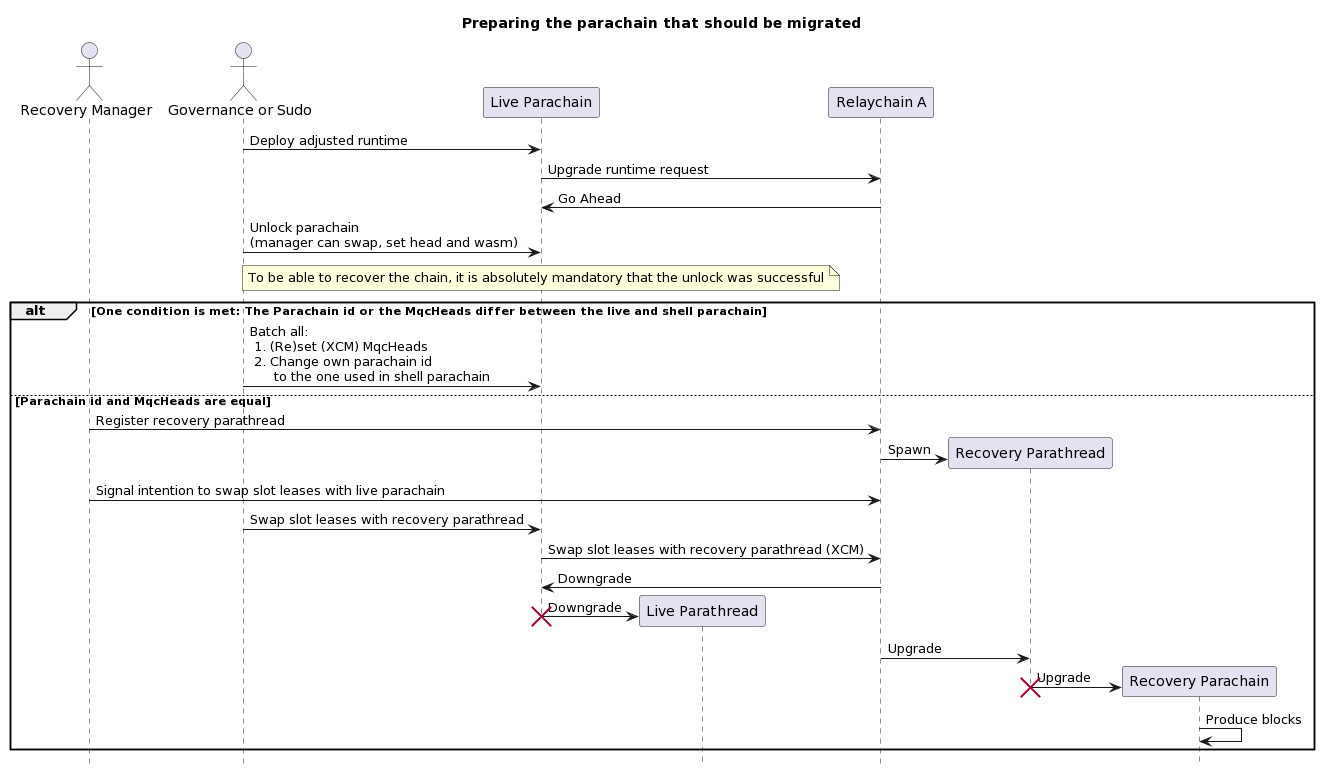 Preparing the parachain that should be migrated
Recovery Manager
Governance or Sudo
Live Parachain
Relaychain A
Deploy adjusted runtime
Upgrade runtime request
Go Ahead
Unlock parachain
(manager can swap, set head and wasm)
To be able to recover the chain, it is absolutely mandatory that the unlock was successful
alt
[One condition is met: The Parachain id or the MqcHeads differ between the live and shell parachain]
Batch all:
1. (Re)set (XCM) MqcHeads
2. Change own parachain id
to the one used in shell parachain
[Parachain id and MqcHeads are equal]
Register recovery parathread
Spawn
Recovery Parathread
Signal intention to swap slot leases with live parachain
Swap slot leases with recovery parathread
Swap slot leases with recovery parathread (XCM)
Downgrade
Downgrade
Live Parathread
Upgrade
Upgrade
Recovery Parachain
Produce blocks